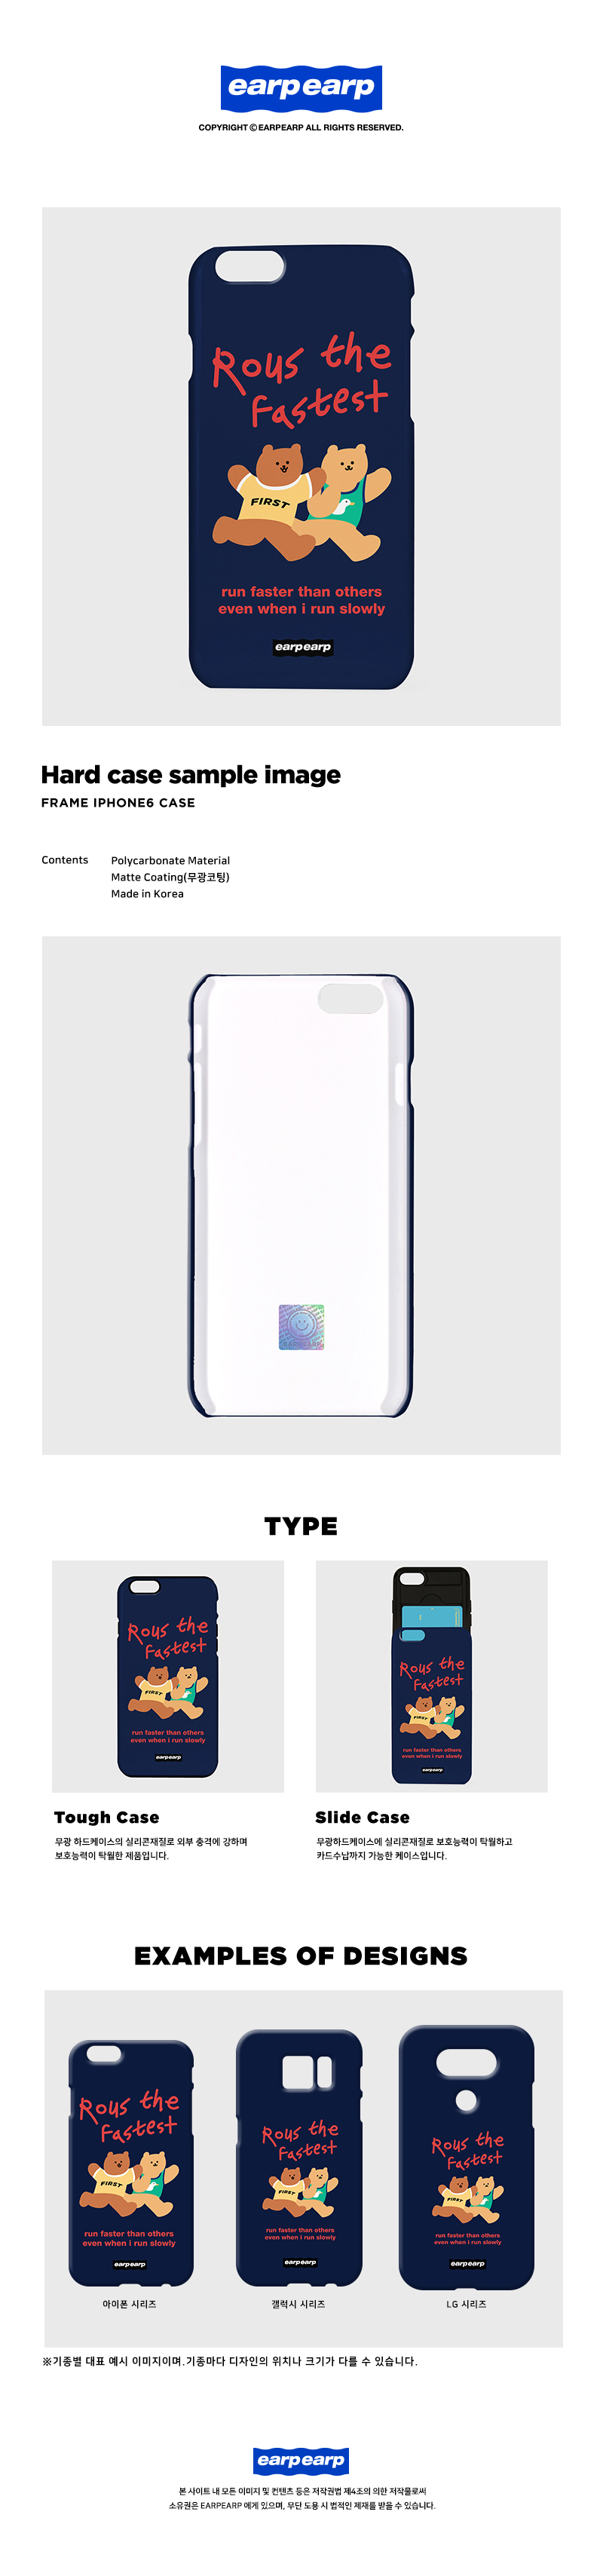 earpearp
COPYRIGHT © EARPEARP ALL RIGHTS RESERVED.
Rous the
fastest
FIRST
run faster than others
even when i run slowly
earpearp
Hard case sample image
FRAME IPHONE6 CASE
Contents
Polycarbonate Material
Matte Coating(무광코팅)
Made in Korea
EARPEARP
TYPE
Rous the
fastest
FIRST
run faster than others
even when i run slowly
earpearp
Rous the
fastest
FIRST
run faster than others
even when i run slowly
earpearp
Tough Case
무광 하드케이스의 실리콘재질로 외부 충격에 강하며
보호능력이 탁월한 제품입니다.
Slide Case
무광하드케이스에 실리콘재질로 보호능력이 탁월하고
카드수납까지 가능한 케이스입니다.
EXAMPLES OF DESIGNS
Rous the
fastest
FIRST
run faster than others
even when i run slowly
earpearp
Rous the
fastest
FIRST
run faster than others
even when i run slowly
earpearp
Rous the
fastest
FIRST
run faster than others
even when i run slowly
earpearp
아이폰 시리즈
갤럭시 시리즈
LG 시리즈
※기종별 대표 예시 이미지이며,기종마다 디자인의 위치나 크기가 다를 수 있습니다.
earpearp
본 사이트 내 모든 이미지 및 컨텐츠 등은 저작권법 제4조의 의한 저작물로써
소유권은 EARPEARP 에게 있으며, 무단 도용 시 법적인 제재를 받을 수 있습니다.